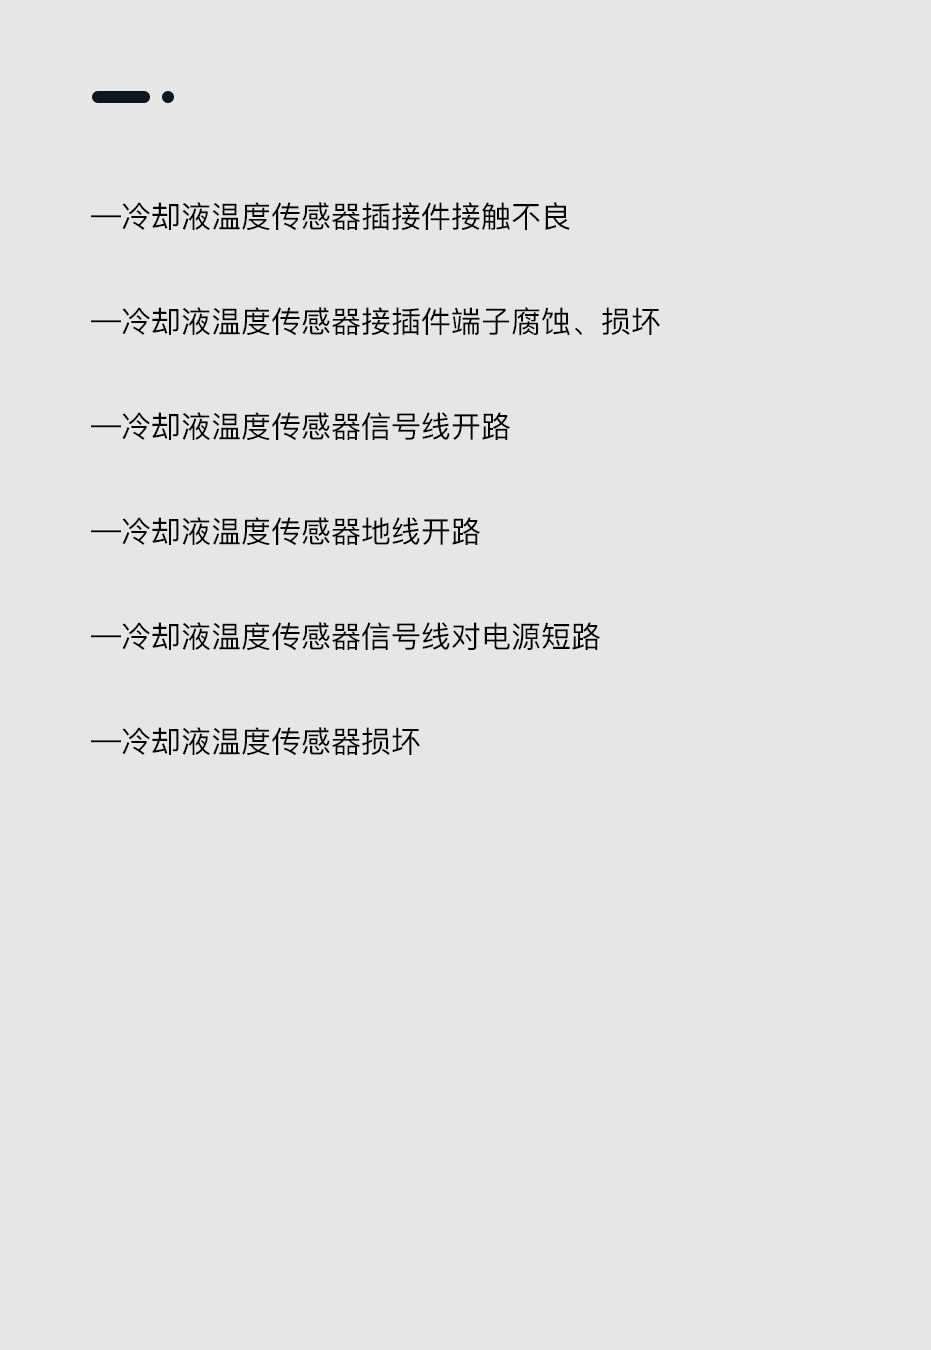 —冷却液温度传感器插接件接触不良
—冷却液温度传感器接插件端子腐蚀、损坏
—冷却液温度传感器信号线开路
—冷却液温度传感器地线开路
—冷却液温度传感器信号线对电源短路
—冷却液温度传感器损坏